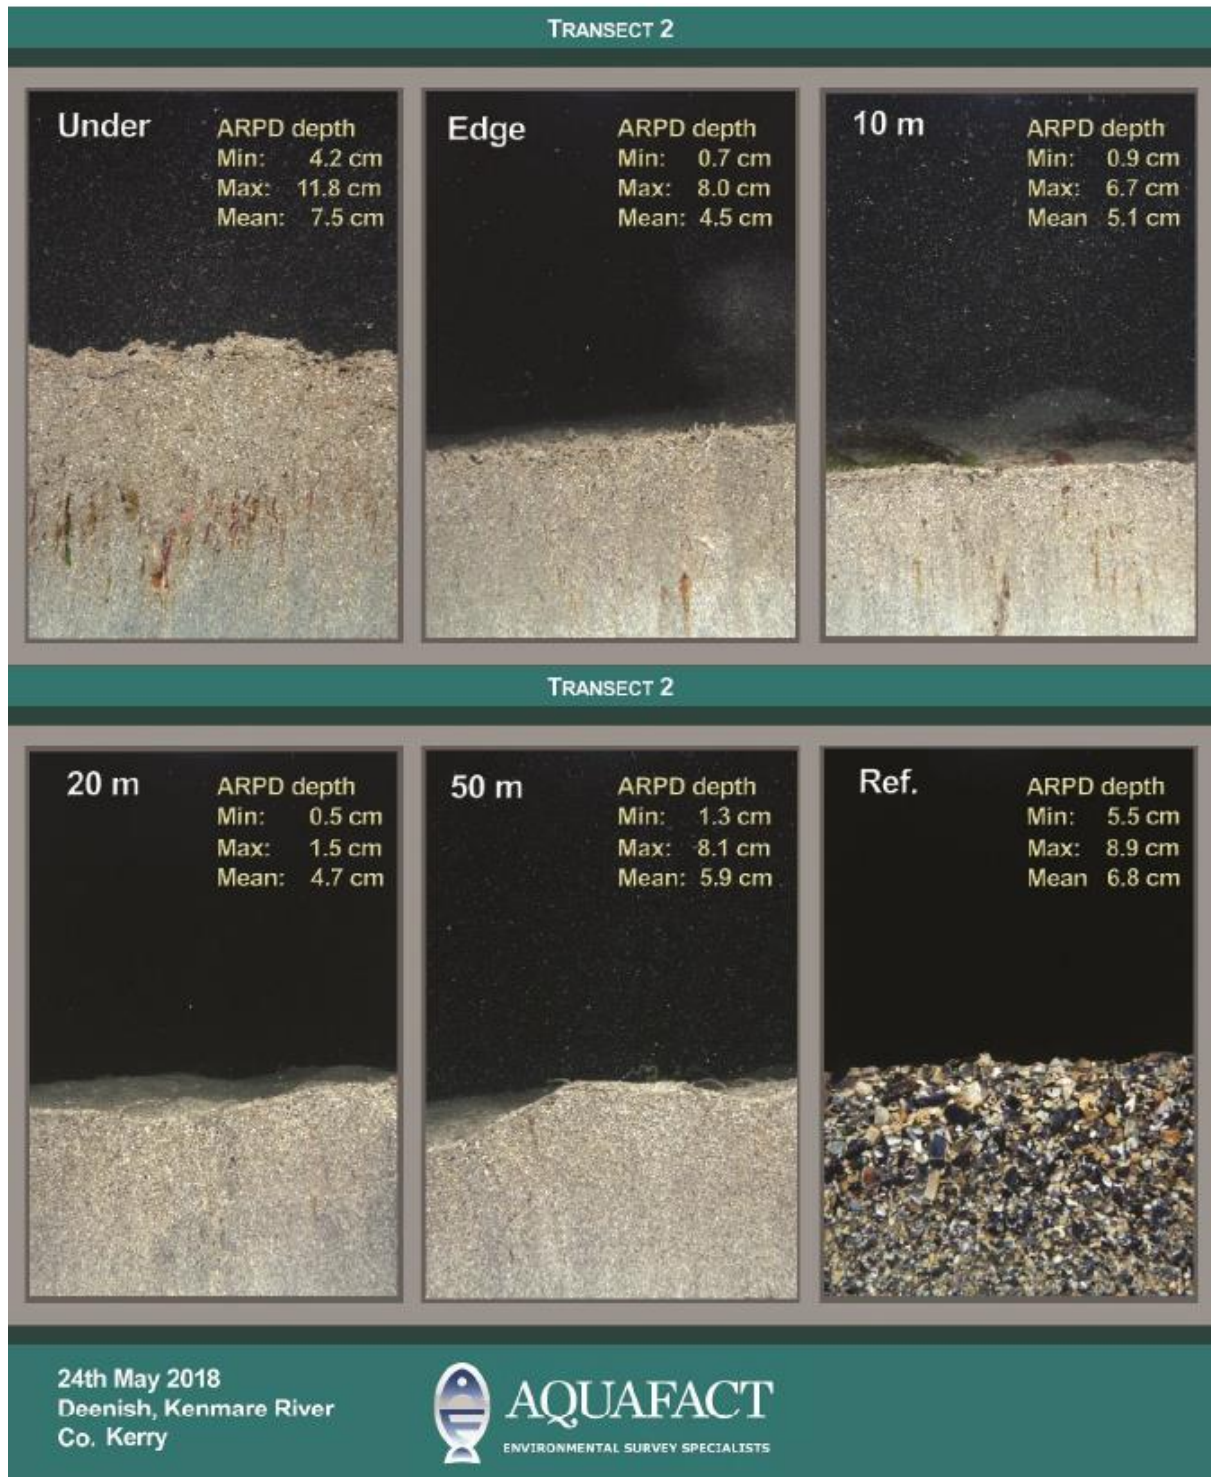 TRANSECT 2
Under
ARPD depth
Min: 4.2 cm
Max: 11.8 cm
Mean: 7.5 cm
Edge
ARPD depth
Min: 0.7 cm
Max: 8.0 cm
Mean: 4.5 cm
10 m
ARPD depth
Min: 0.9 cm
Max: 6.7 cm
Mean 5.1 cm
TRANSECT 2
20 m
ARPD depth
Min: 0.5 cm
Max: 1.5 cm
Mean: 4.7 cm
50 m
ARPD depth
Min: 1.3 cm
Max: 8.1 cm
Mean: 5.9 cm
Ref.
ARPD depth
Min: 5.5 cm
Max: 8.9 cm
Mean 6.8 cm
24th May 2018
Deenish, Kenmare River
Co. Kerry
AQUAFACT
ENVIRONMENTAL SURVEY SPECIALISTS